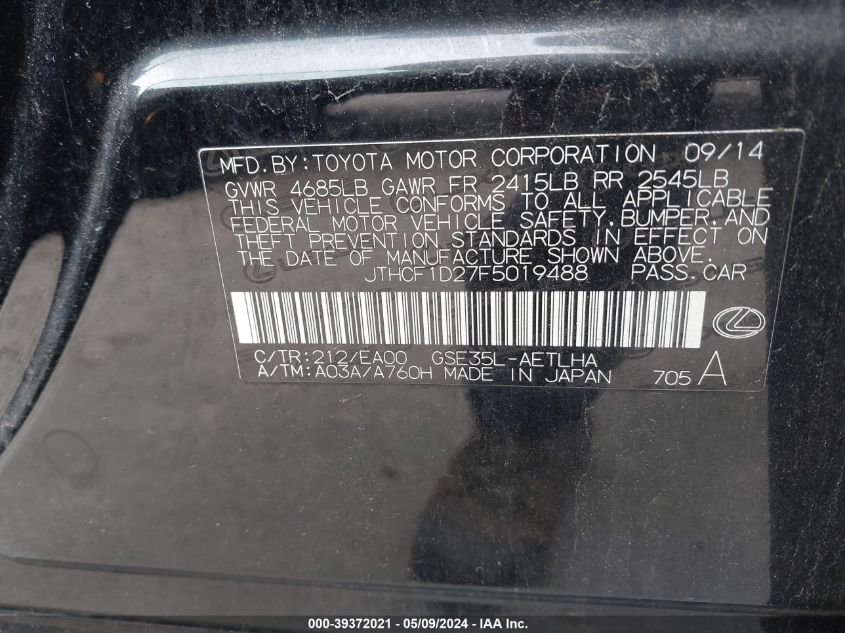 MFD. BY: TOYOTA MOTOR CORPORATION 09/14
GVWR 4685LB GAWR FR 2415LB RR 2545LB
THIS VEHICLE CONFORMS TO ALL APPLICABLE
FEDERAL MOTOR VEHICLE SAFETY, BUMPER, AND
THEFT PREVENTION STANDARDS IN EFFECT ON
THE DATE OF MANUFACTURE SHOWN ABOVE.
JTHCF1D27F5019488 PASS. CAR
C/TR: 212/EA00 GSE35L-AETLHA
A/TM: A03A/A760H MADE IN JAPAN 705 A
000-39372021 - 05/09/2024 - © IAA Inc.